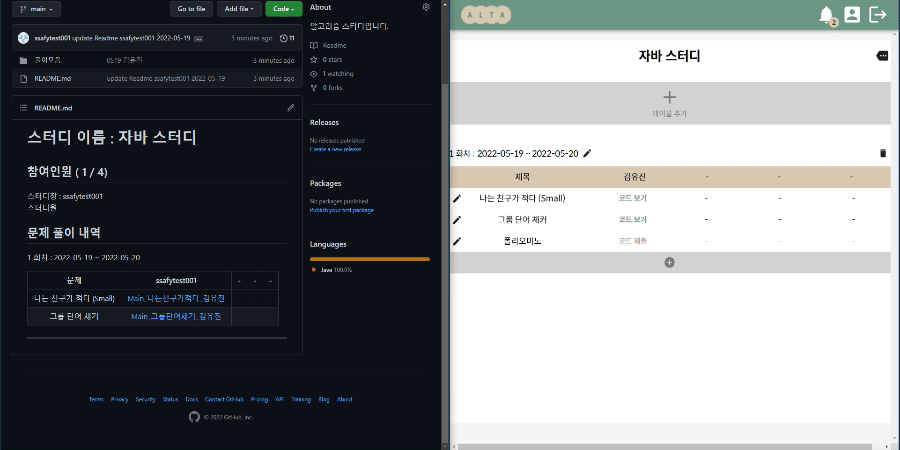 main
Go to file
Add file
Code
ssafytest001 update Readme ssafytest001 2022-05-19 ... 3 minutes ago 11
풀이모음 0519 김유진 3 minutes ago
README.md update Readme ssafytest001 2022-05-19 3 minutes ago
README.md
스터디 이름 : 자바 스터디
참여인원 ( 1 / 4)
스터디장 : ssafytest001
스터디원
문제 풀이 내역
1 회차 : 2022-05-19 ~ 2022-05-20
문제 ssafytest001 - - -
나는 친구가 적다 (Small) Main_나는친구가적다_김유진
그룹 단어 체커 Main_그룹단어체커_김유진
About
알고리즘 스터디입니다.
Readme
0 stars
1 watching
0 forks
Releases
No releases published
Create a new release
Packages
No packages published
Publish your first package
Languages
Java 100.0%
Terms Privacy Security Status Docs Contact GitHub Pricing API Training Blog About
© 2022 GitHub, Inc.
ALTA
2
자바 스터디
테이블 추가
1 회차 : 2022-05-19 ~ 2022-05-20
제목 김유진 - - -
나는 친구가 적다 (Small) 코드 보기 - - -
그룹 단어 체커 코드 보기 - - -
폴리오미노 코드 제출 - - -